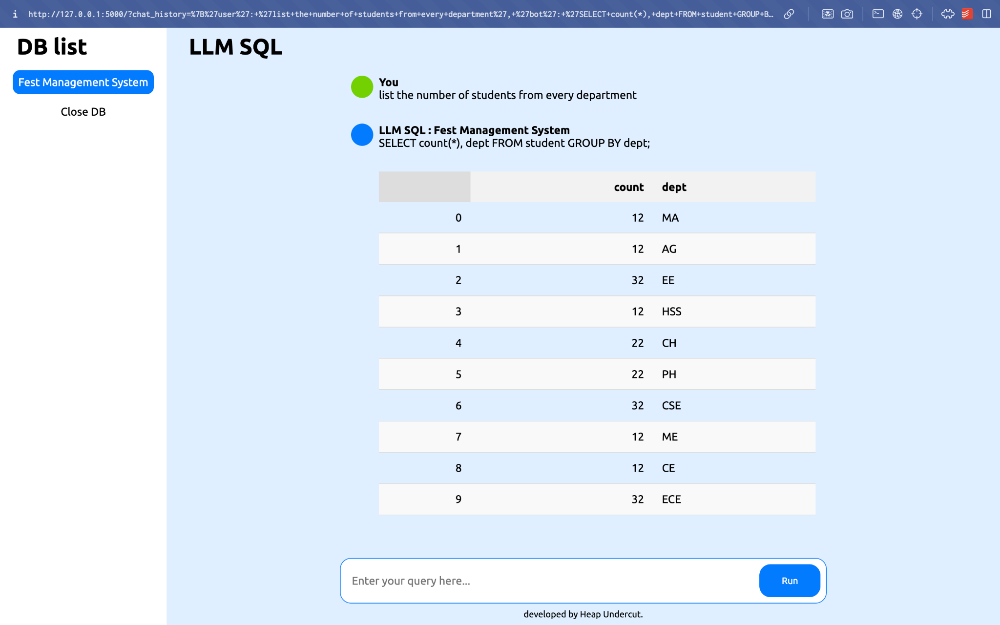 i http://127.0.0.1:5000/?chat_history=%7B%27user%27:+%27list+the+number+of+students+from+every+department%27,+%27bot%27:+%27SELECT+count(*),+dept+FROM+student+GROUP+B…
DB list
Fest Management System
Close DB
LLM SQL
You
list the number of students from every department
LLM SQL : Fest Management System
SELECT count(*), dept FROM student GROUP BY dept;
count dept
0 12 MA
1 12 AG
2 32 EE
3 12 HSS
4 22 CH
5 22 PH
6 32 CSE
7 12 ME
8 12 CE
9 32 ECE
Enter your query here...
Run
developed by Heap Undercut.